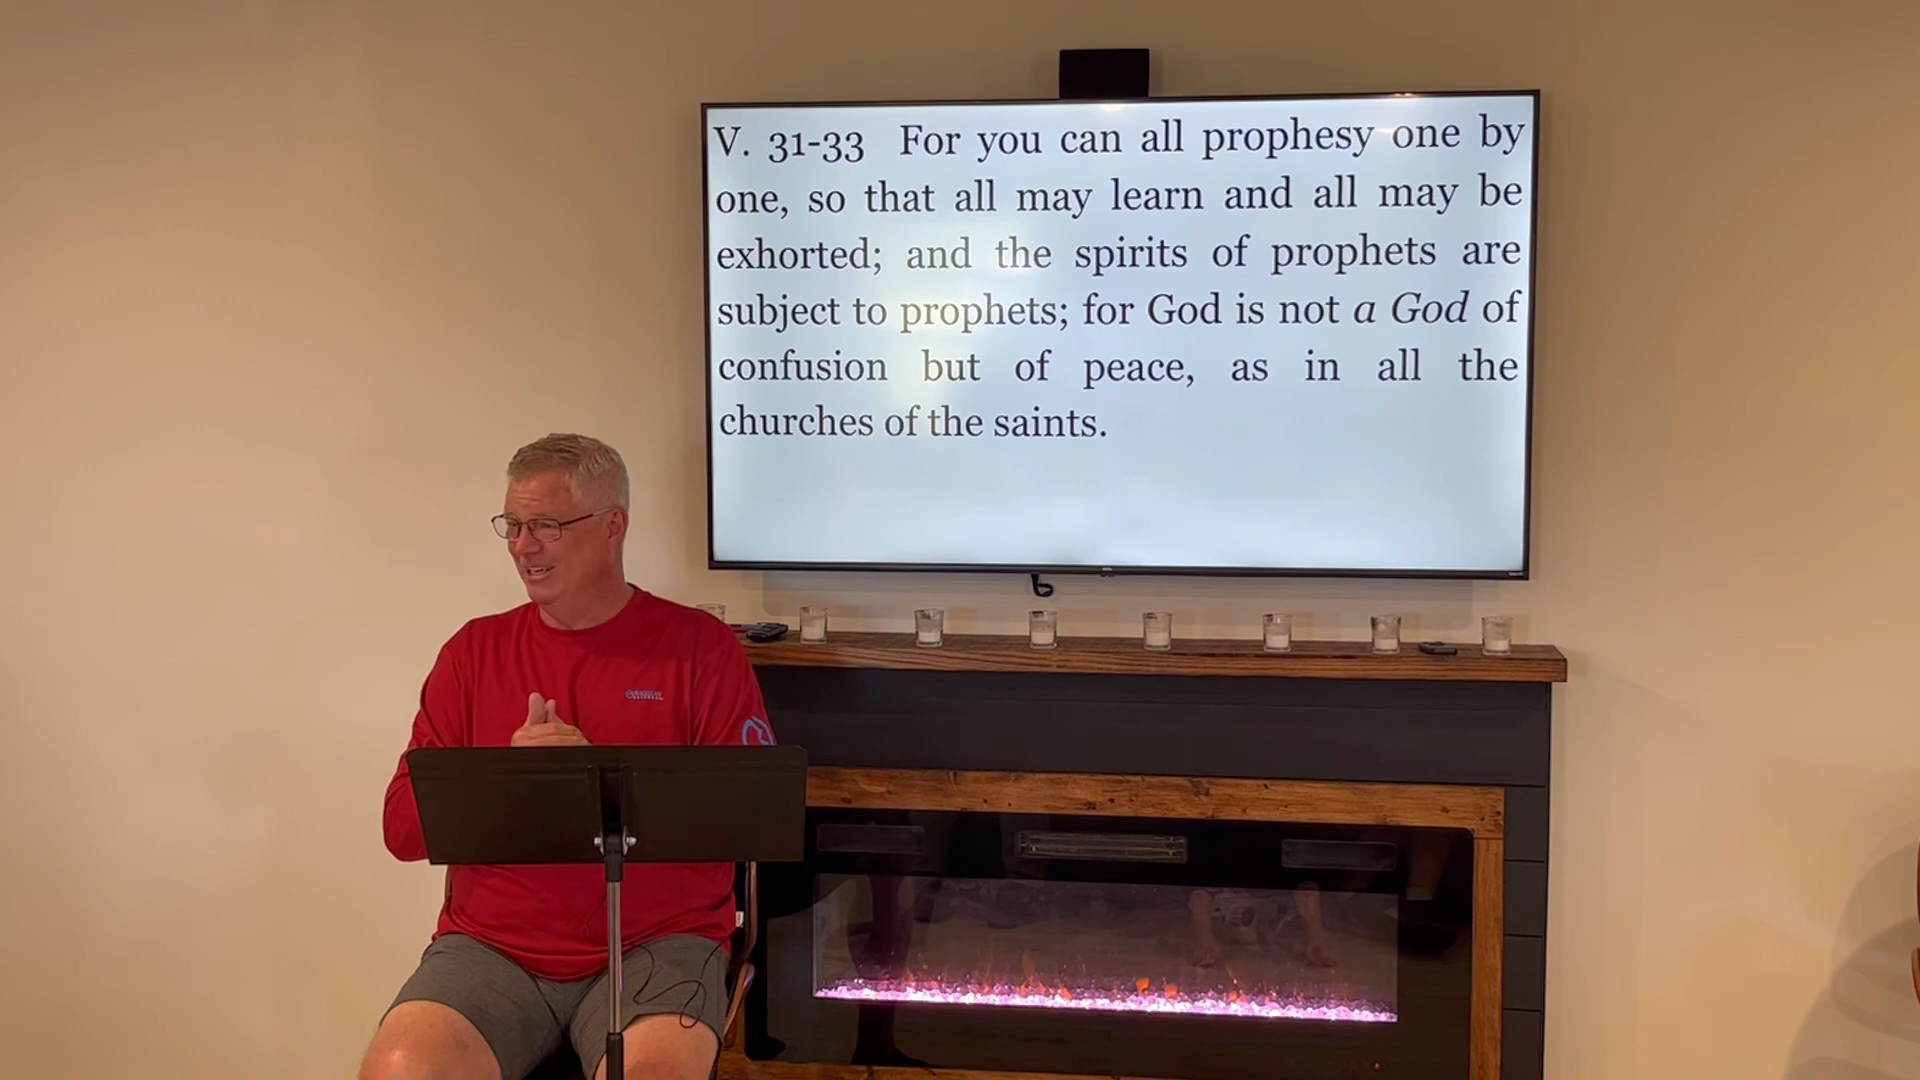 V. 31-33 For you can all prophesy one by
one, so that all may learn and all may be
exhorted; and the spirits of prophets are
subject to prophets; for God is not a God of
confusion but of peace, as in all the
churches of the saints.